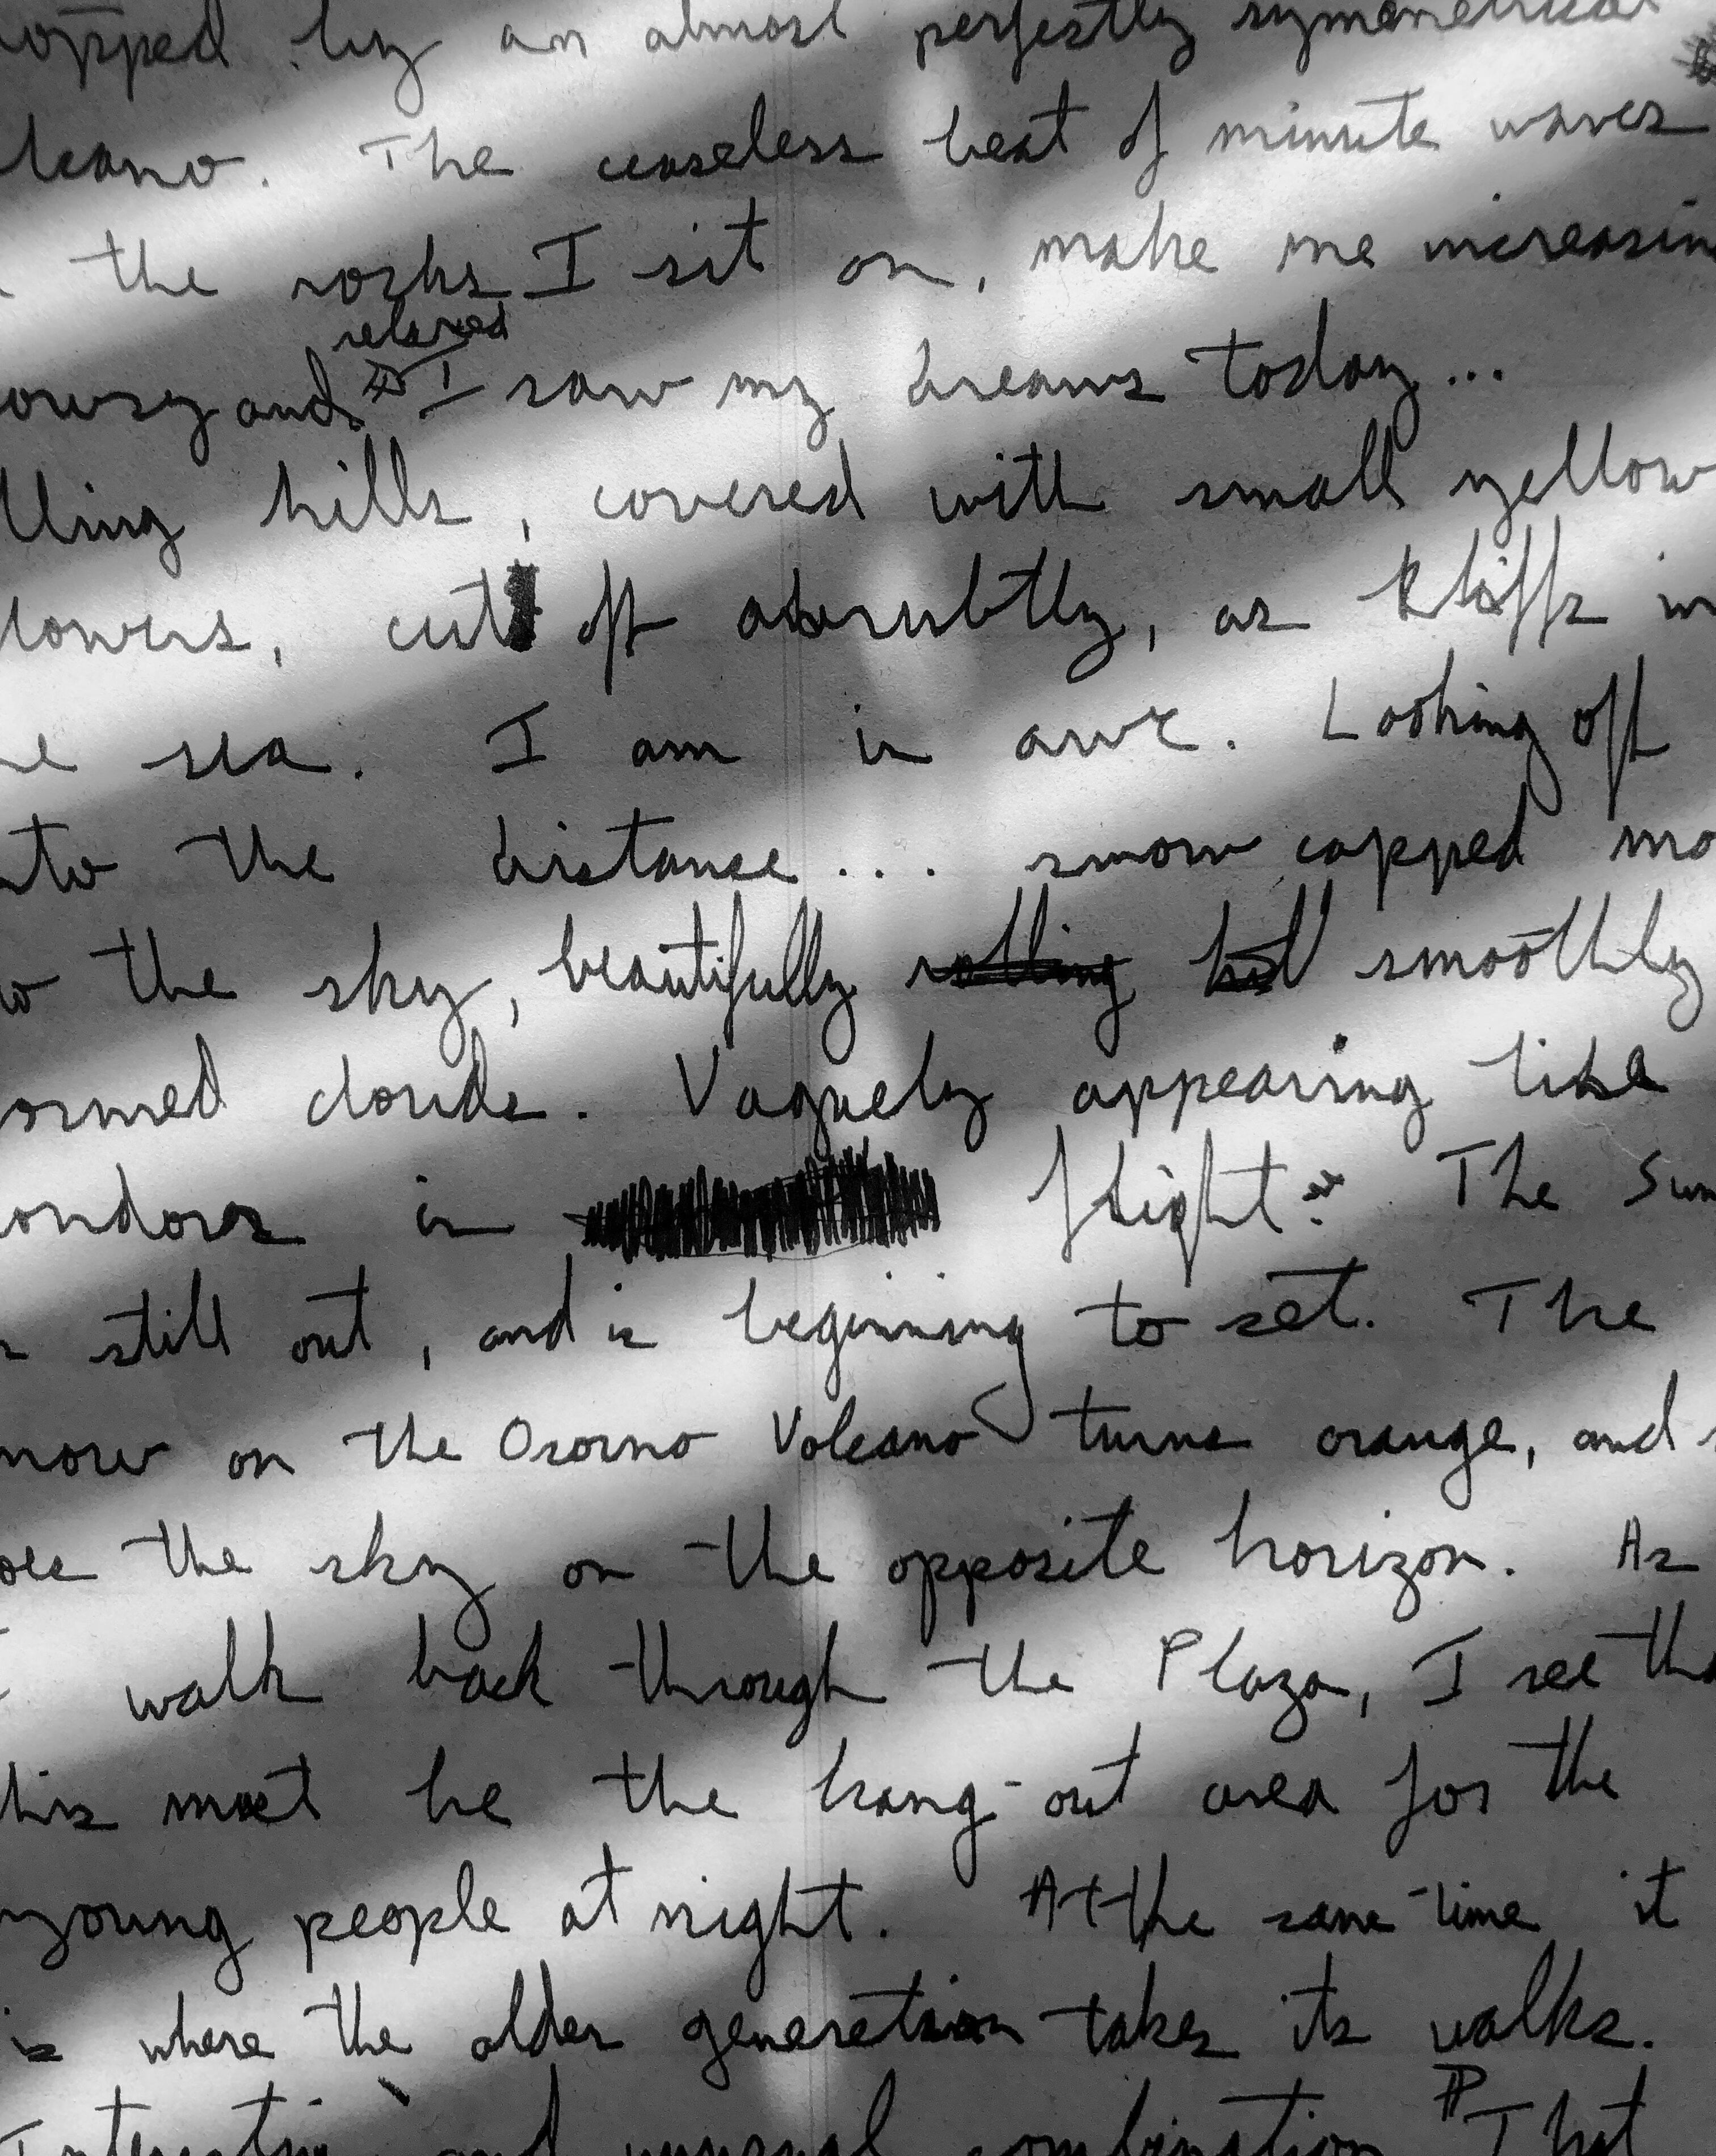 opped by an almost perfectly symmetrical
lcano. The ceaseless beat of minute waves
the rocks I sit on, make me increasin
relaxed
owsy and I saw my dreams today...
lling hills, covered with small yellow
lowers, cut off abrubtly, as kliffs in
e sea. I am in awe. Looking off
nto the distance... snow capped mo
o the sky, beautifully rolling smoothly
ormed clouds. Vaguely appearing like
ondors in flight. The Sun
still out, and is beginning to set. The
now on the Osorno Volcano turns orange, and
oes the sky on the opposite horizon. As
I walk back through the Plaza, I see tha
his must be the hang-out area for the
young people at night. At the same time it
is where the older generation takes its walks.
Interesting and unusual combination. That